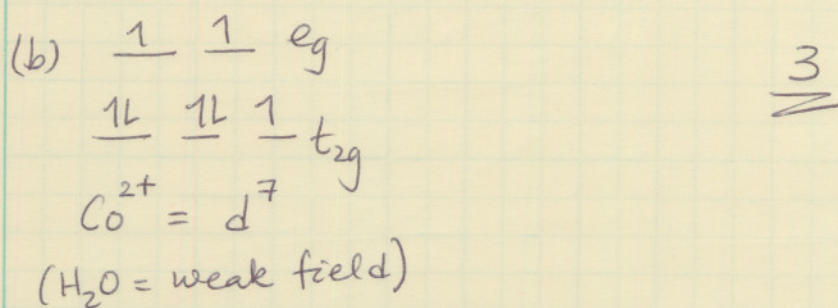 (b) 1 1 eg
1L 1L 1 t₂g
Co²⁺ = d⁷
(H₂O = weak field)
3